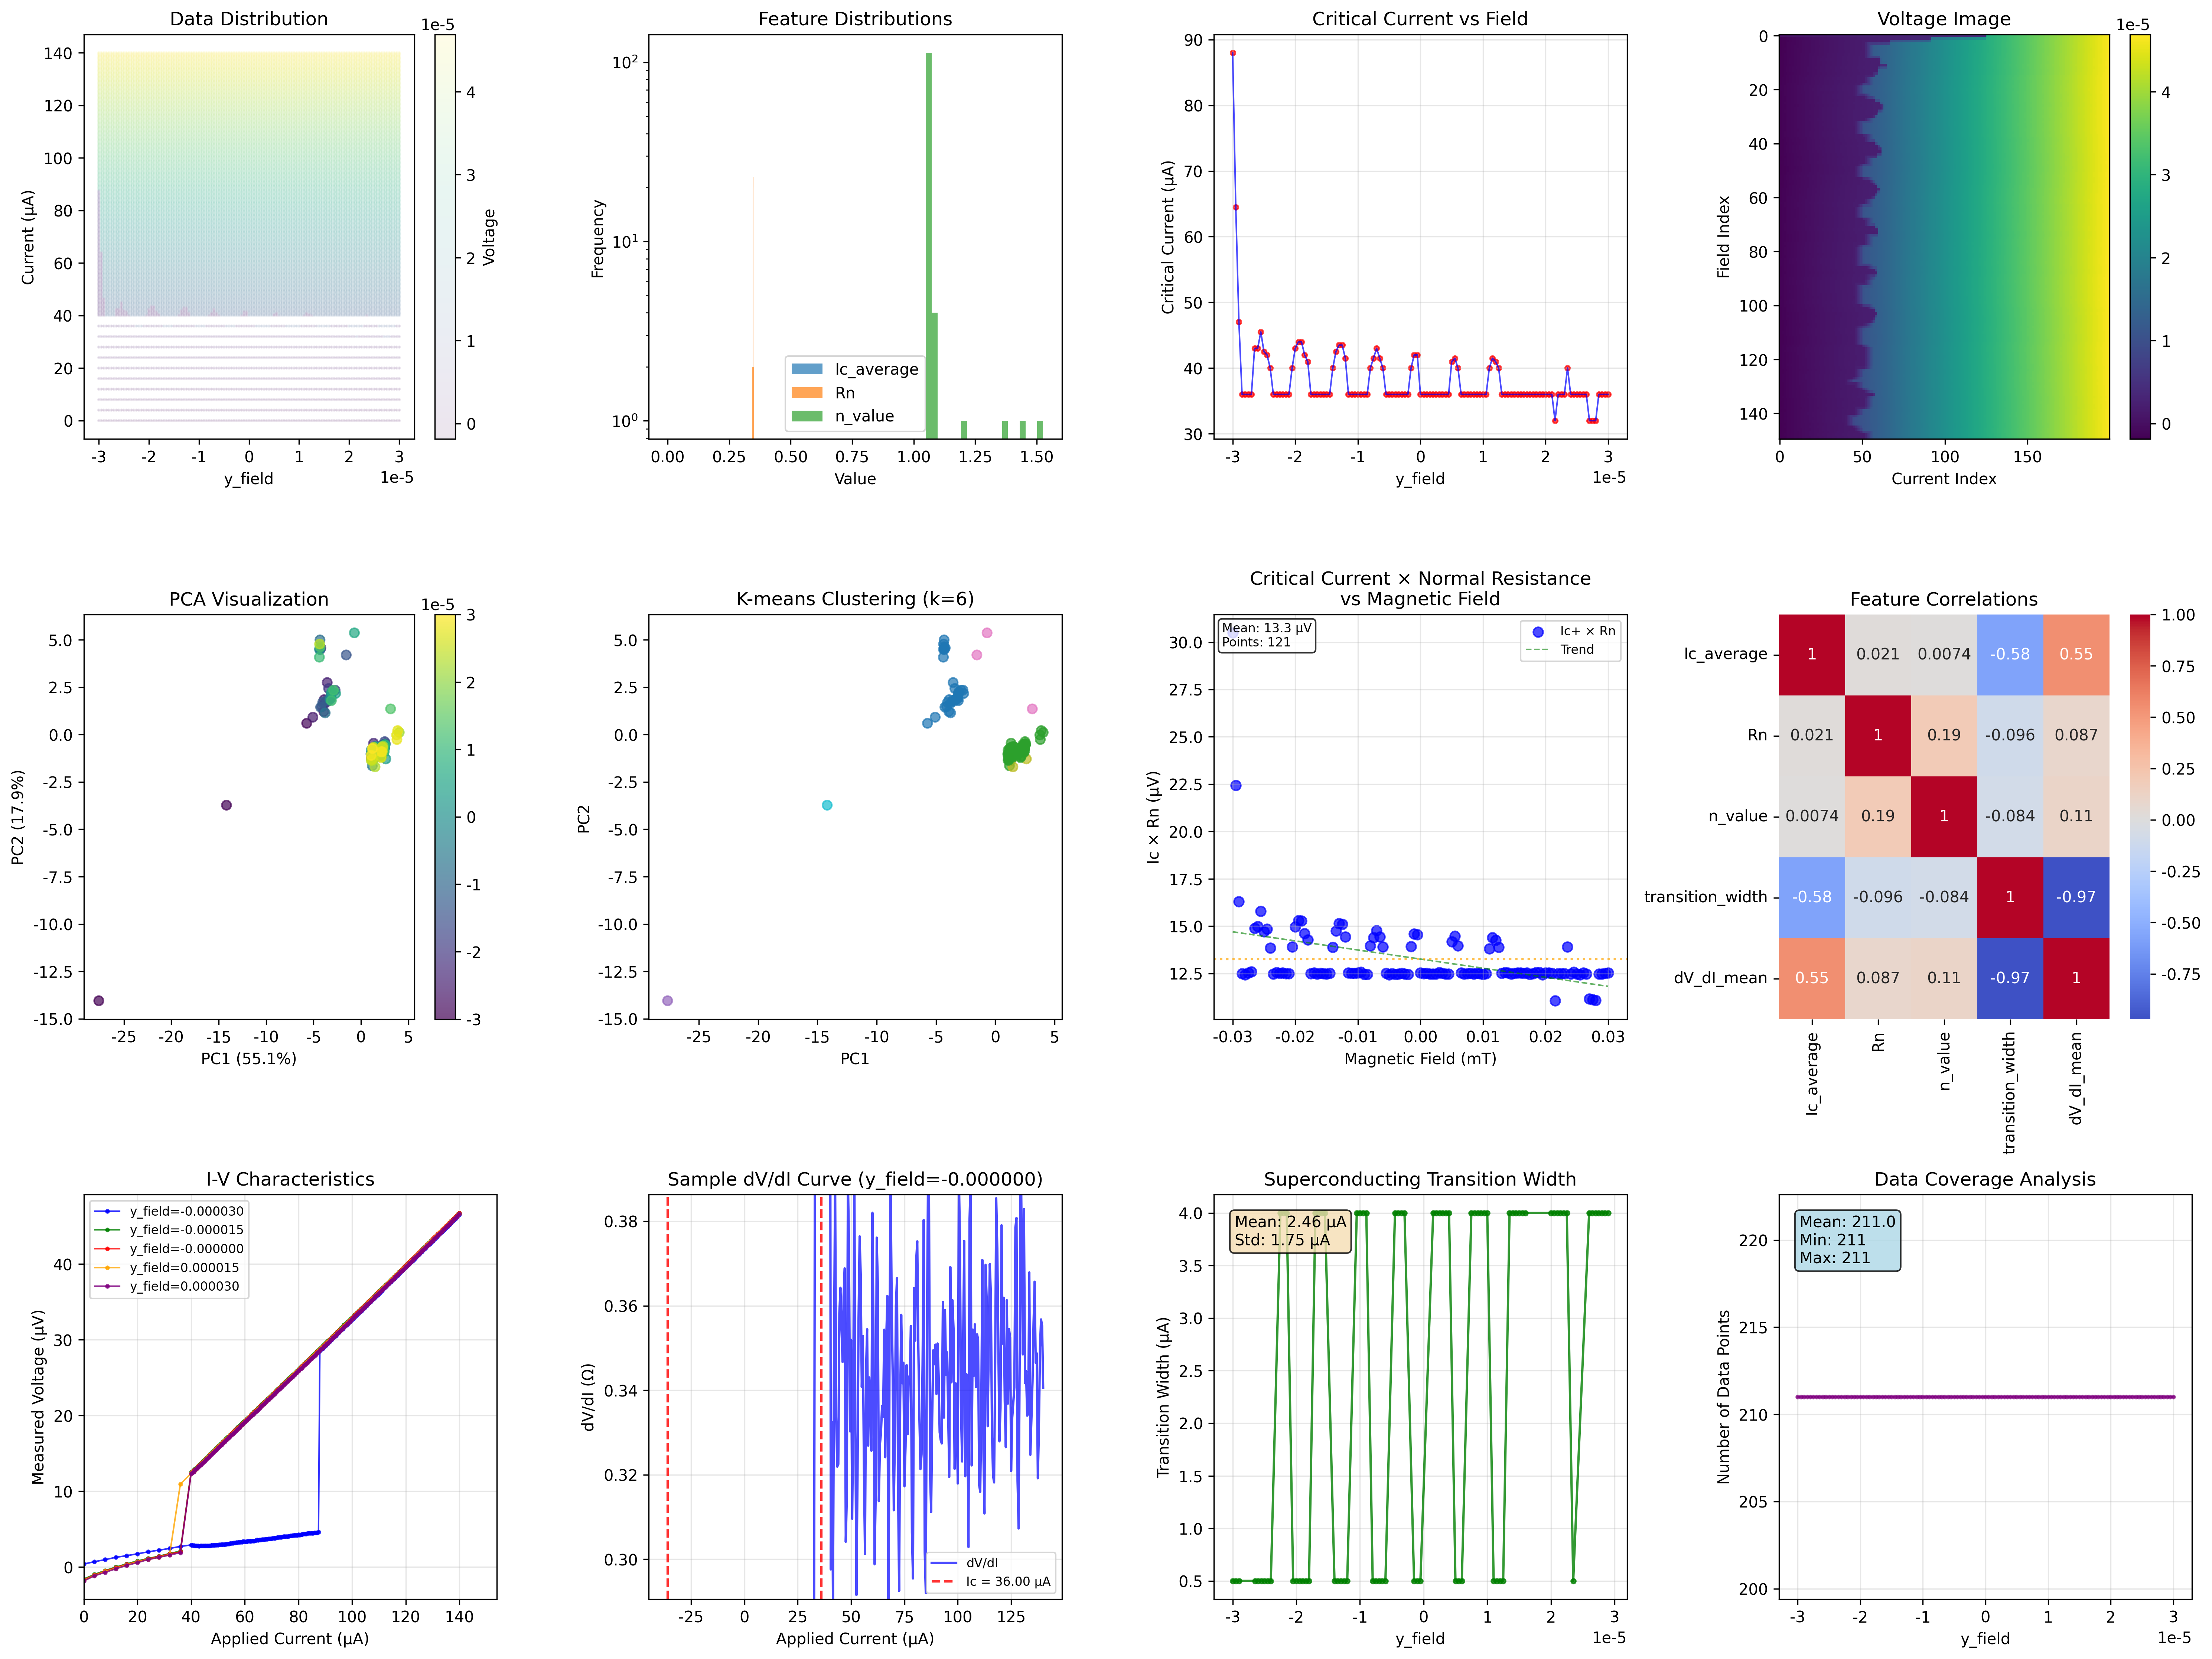 Data Distribution
1e-5
140
120
100
80
60
40
20
0
Current (µA)
-3
-2
-1
0
1
2
3
y_field
1e-5
4
3
2
1
0
Voltage
Feature Distributions
10²
10¹
10⁰
Frequency
Ic_average
Rn
n_value
0.00
0.25
0.50
0.75
1.00
1.25
1.50
Value
Critical Current vs Field
90
80
70
60
50
40
30
Critical Current (µA)
-3
-2
-1
0
1
2
3
y_field
1e-5
Voltage Image
1e-5
0
20
40
60
80
100
120
140
Field Index
0
50
100
150
Current Index
4
3
2
1
0
PCA Visualization
1e-5
5.0
2.5
0.0
-2.5
-5.0
-7.5
-10.0
-12.5
-15.0
PC2 (17.9%)
-25
-20
-15
-10
-5
0
5
PC1 (55.1%)
3
2
1
0
-1
-2
-3
K-means Clustering (k=6)
5.0
2.5
0.0
-2.5
-5.0
-7.5
-10.0
-12.5
-15.0
PC2
-25
-20
-15
-10
-5
0
5
PC1
Critical Current × Normal Resistance
vs Magnetic Field
Mean: 13.3 µV
Points: 121
Ic+ × Rn
Trend
30.0
27.5
25.0
22.5
20.0
17.5
15.0
12.5
Ic × Rn (µV)
-0.03
-0.02
-0.01
0.00
0.01
0.02
0.03
Magnetic Field (mT)
Feature Correlations
Ic_average
1
0.021
0.0074
-0.58
0.55
Rn
0.021
1
0.19
-0.096
0.087
n_value
0.0074
0.19
1
-0.084
0.11
transition_width
-0.58
-0.096
-0.084
1
-0.97
dV_dI_mean
0.55
0.087
0.11
-0.97
1
Ic_average
Rn
n_value
transition_width
dV_dI_mean
1.00
0.75
0.50
0.25
0.00
-0.25
-0.50
-0.75
I-V Characteristics
y_field=-0.000030
y_field=-0.000015
y_field=-0.000000
y_field=0.000015
y_field=0.000030
40
30
20
10
0
Measured Voltage (µV)
0
20
40
60
80
100
120
140
Applied Current (µA)
Sample dV/dI Curve (y_field=-0.000000)
0.38
0.36
0.34
0.32
0.30
dV/dI (Ω)
dV/dI
Ic = 36.00 µA
-25
0
25
50
75
100
125
Applied Current (µA)
Superconducting Transition Width
Mean: 2.46 µA
Std: 1.75 µA
4.0
3.5
3.0
2.5
2.0
1.5
1.0
0.5
Transition Width (µA)
-3
-2
-1
0
1
2
3
y_field
1e-5
Data Coverage Analysis
Mean: 211.0
Min: 211
Max: 211
220
215
210
205
200
Number of Data Points
-3
-2
-1
0
1
2
3
y_field
1e-5